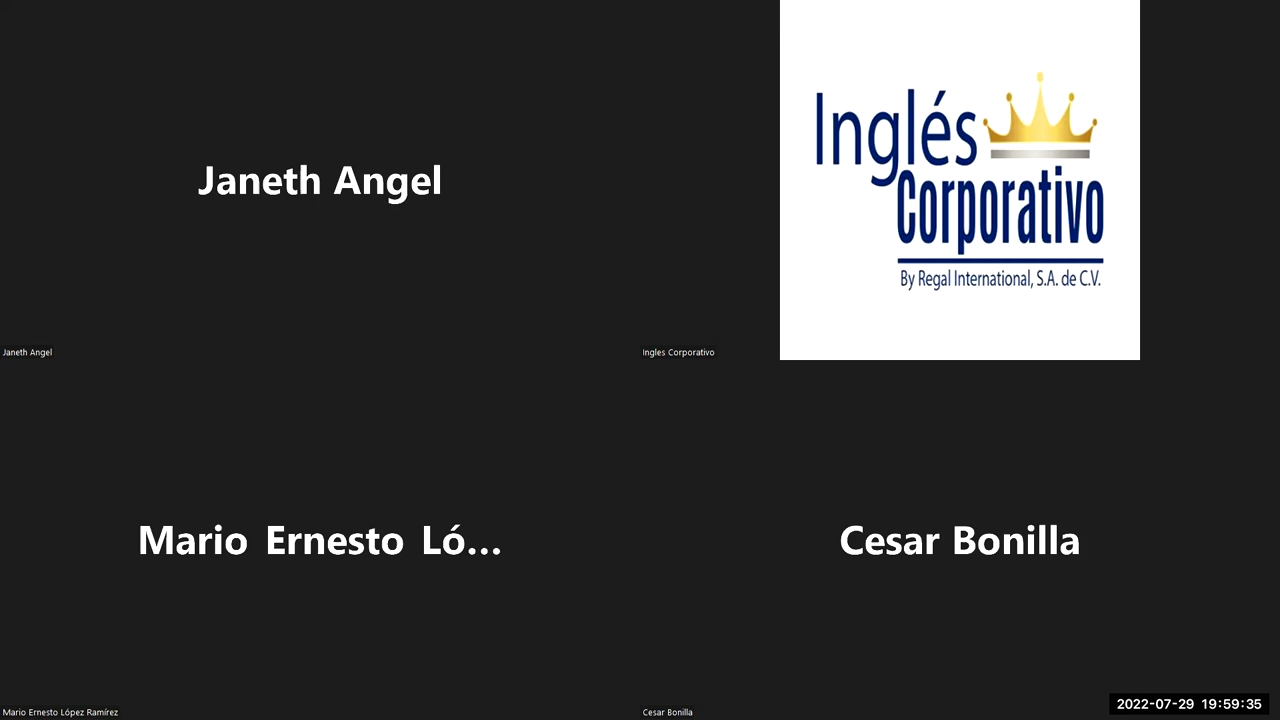 Janeth Angel
Janeth Angel
Inglés
Corporativo
By Regal International, S.A. de C.V.
Ingles Corporativo
Mario Ernesto Ló...
Mario Ernesto López Ramírez
Cesar Bonilla
Cesar Bonilla
2022-07-29 19:59:35